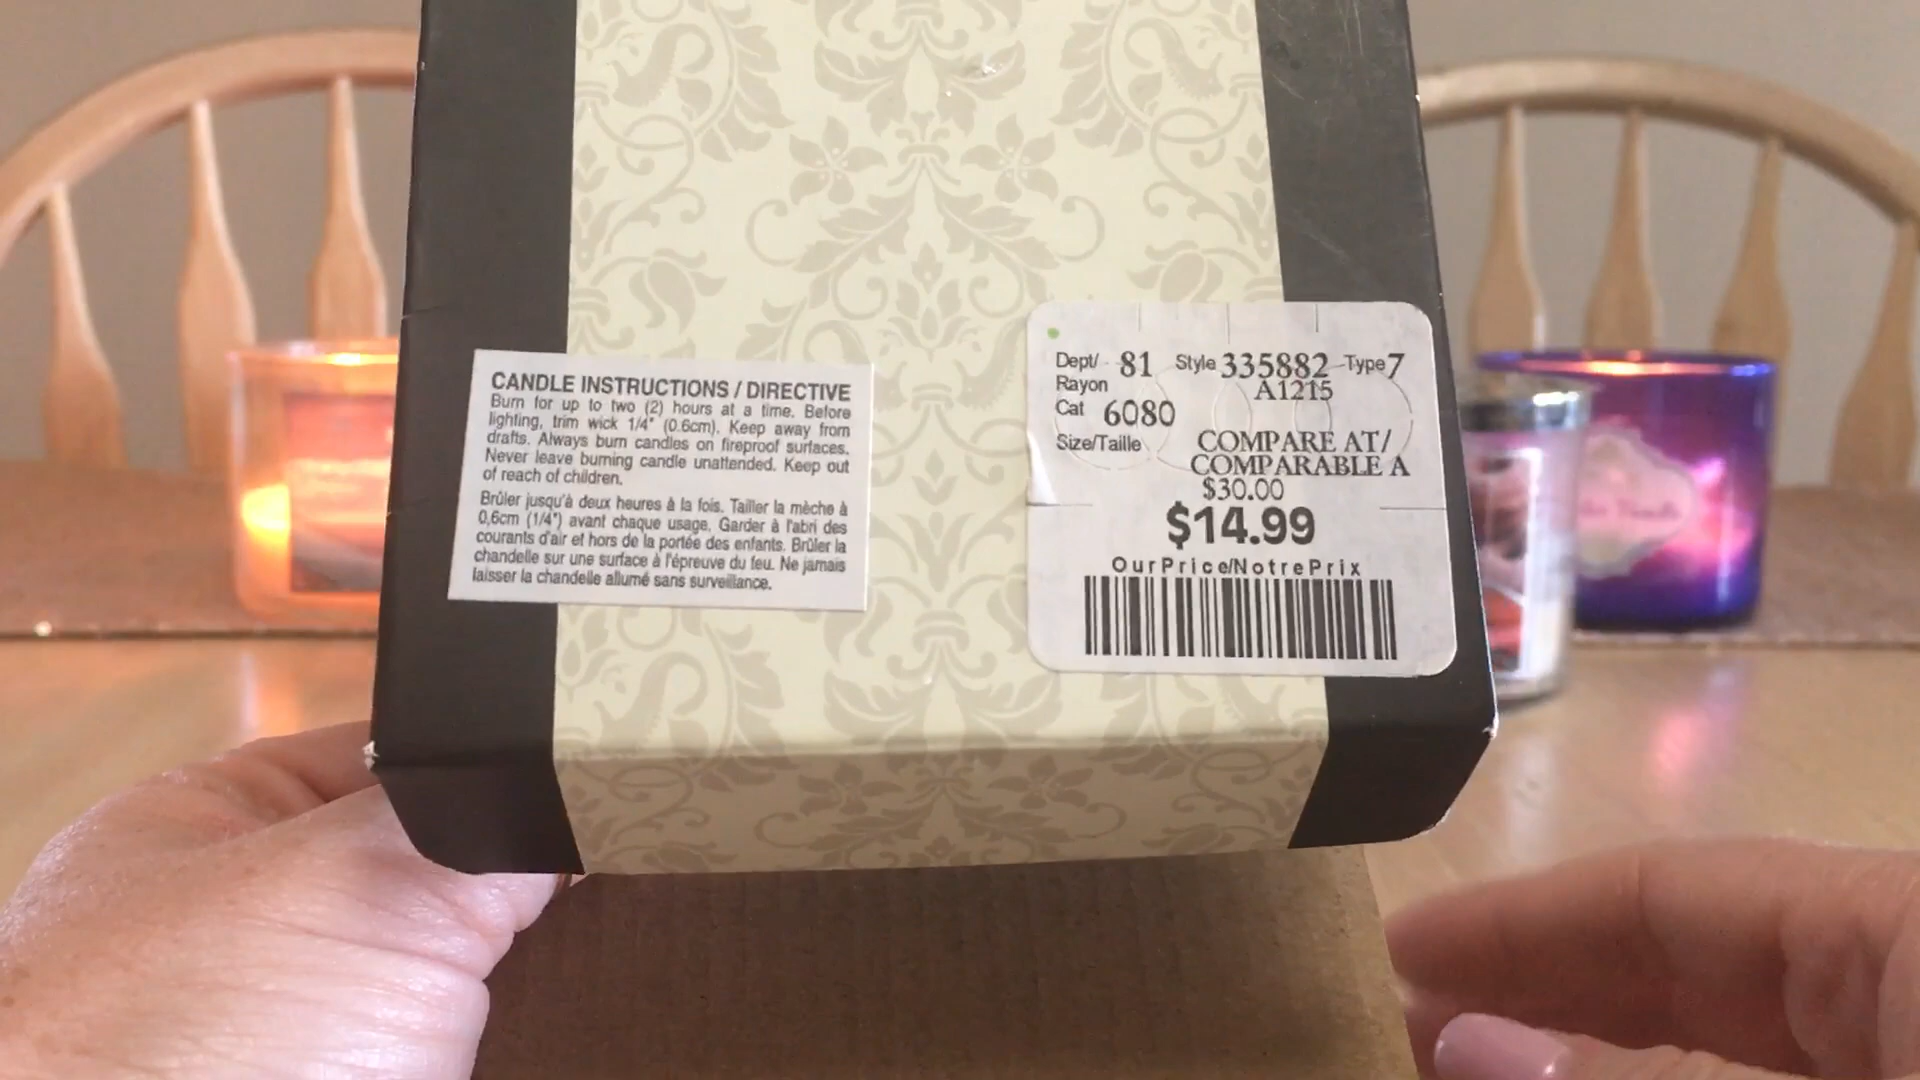 CANDLE INSTRUCTIONS / DIRECTIVE
Burn for up to two (2) hours at a time. Before
lighting, trim wick 1/4" (0.6cm). Keep away from
drafts. Always burn candles on fireproof surfaces.
Never leave burning candle unattended. Keep out
of reach of children.
Brûler jusqu'à deux heures à la fois. Tailler la mèche à
0,6cm (1/4") avant chaque usage. Garder à l'abri des
courants d'air et hors de la portée des enfants. Brûler la
chandelle sur une surface à l'épreuve du feu. Ne jamais
laisser la chandelle allumé sans surveillance.
Dept/ 81 Style 335882 Type 7
Rayon A1215
Cat 6080
Size/Taille COMPARE AT/
COMPARABLE A
$30.00
$14.99
Our Price/Notre Prix